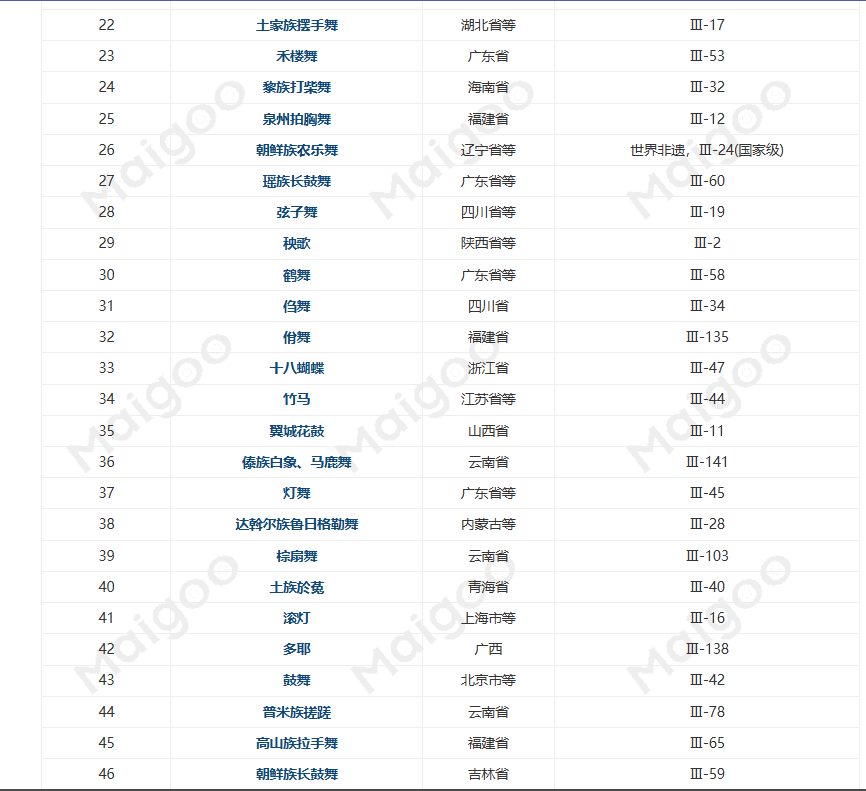 22 土家族摆手舞 湖北省等 Ⅲ-17
23 禾楼舞 广东省 Ⅲ-53
24 黎族打柴舞 海南省 Ⅲ-32
25 泉州拍胸舞 福建省 Ⅲ-12
26 朝鲜族农乐舞 辽宁省等 世界非遗，Ⅲ-24(国家级)
27 瑶族长鼓舞 广东省等 Ⅲ-60
28 弦子舞 四川省等 Ⅲ-19
29 秧歌 陕西省等 Ⅲ-2
30 鹤舞 广东省等 Ⅲ-58
31 㑇舞 四川省 Ⅲ-34
32 佾舞 福建省 Ⅲ-135
33 十八蝴蝶 浙江省 Ⅲ-47
34 竹马 江苏省等 Ⅲ-44
35 翼城花鼓 山西省 Ⅲ-11
36 傣族白象、马鹿舞 云南省 Ⅲ-141
37 灯舞 广东省等 Ⅲ-45
38 达斡尔族鲁日格勒舞 内蒙古等 Ⅲ-28
39 棕扇舞 云南省 Ⅲ-103
40 土族於菟 青海省 Ⅲ-40
41 滚灯 上海市等 Ⅲ-16
42 多耶 广西 Ⅲ-138
43 鼓舞 北京市等 Ⅲ-42
44 普米族搓蹉 云南省 Ⅲ-78
45 高山族拉手舞 福建省 Ⅲ-65
46 朝鲜族长鼓舞 吉林省 Ⅲ-59
Maigoo Maigoo Maigoo
Maigoo Maigoo Maigoo
Maigoo Maigoo Maigoo